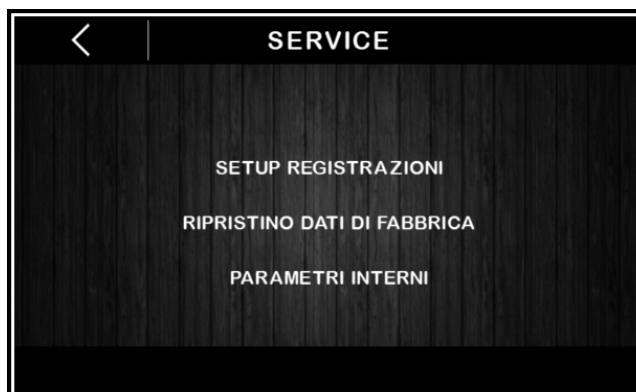 SERVICE
SETUP REGISTRAZIONI
RIPRISTINO DATI DI FABBRICA
PARAMETRI INTERNI